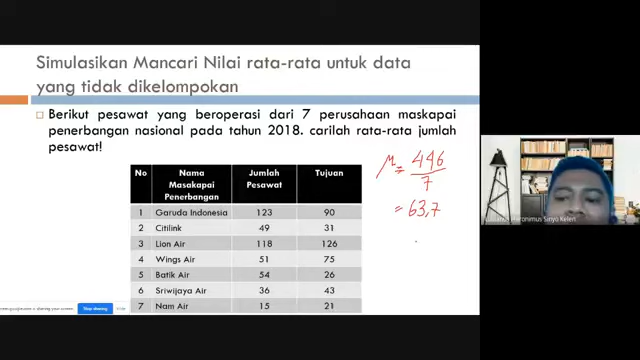 Simulasikan Mancari Nilai rata-rata untuk data
yang tidak dikelompokan
Berikut pesawat yang beroperasi dari 7 perusahaan maskapai
penerbangan nasional pada tahun 2018. carilah rata-rata jumlah
pesawat!
No Nama Masakapai Penerbangan Jumlah Pesawat Tujuan
1 Garuda Indonesia 123 90
2 Citilink 49 31
3 Lion Air 118 126
4 Wings Air 51 75
5 Batik Air 54 26
6 Sriwijaya Air 36 43
7 Nam Air 15 21
μ = 446/7
= 63,7
Hieronimus Sinyo Kelen
Stop sharing